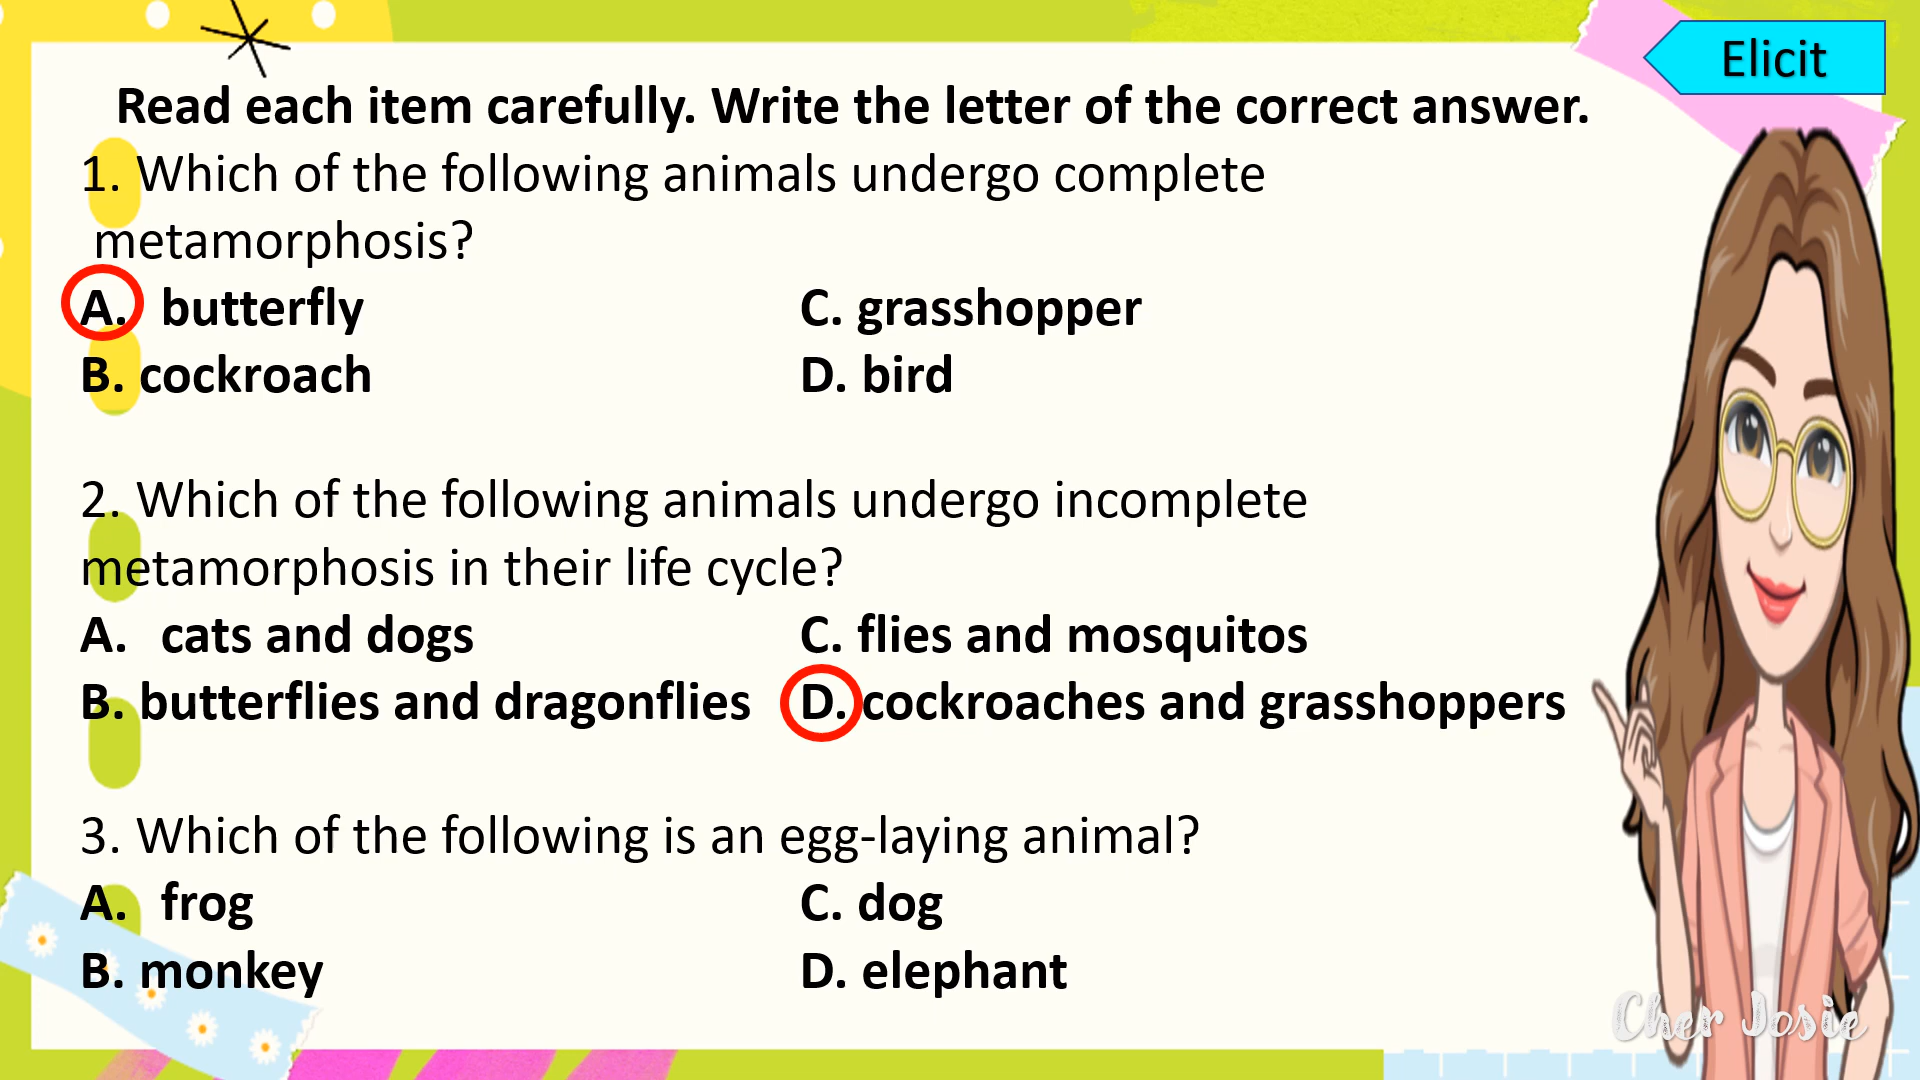 Elicit
Read each item carefully. Write the letter of the correct answer.
1. Which of the following animals undergo complete
metamorphosis?
A. butterfly C. grasshopper
B. cockroach D. bird
2. Which of the following animals undergo incomplete
metamorphosis in their life cycle?
A. cats and dogs C. flies and mosquitos
B. butterflies and dragonflies D. cockroaches and grasshoppers
3. Which of the following is an egg-laying animal?
A. frog C. dog
B. monkey D. elephant
Cher Josie